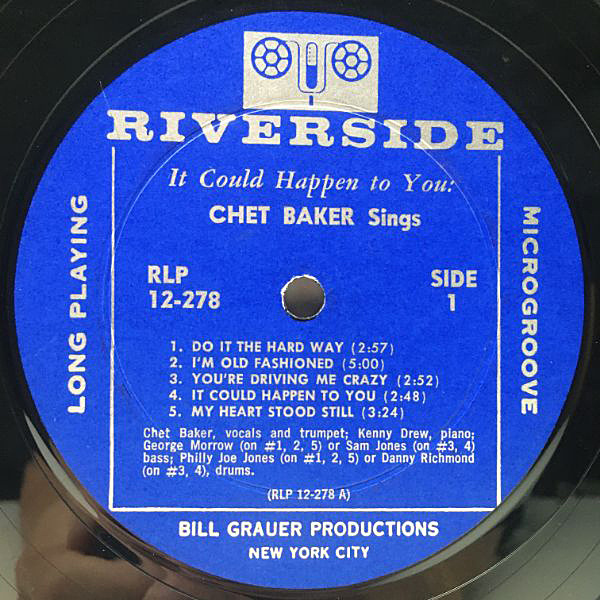 RIVERSIDE
It Could Happen to You:
CHET BAKER Sings
LONG PLAYING
MICROGROOVE
RLP
12-278
SIDE
1
1. DO IT THE HARD WAY (2:57)
2. I'M OLD FASHIONED (5:00)
3. YOU'RE DRIVING ME CRAZY (2:52)
4. IT COULD HAPPEN TO YOU (2:48)
5. MY HEART STOOD STILL (3:24)
Chet Baker, vocals and trumpet; Kenny Drew, piano;
George Morrow (on #1, 2, 5) or Sam Jones (on #3, 4)
bass; Philly Joe Jones (on #1, 2, 5) or Danny Richmond
(on #3, 4), drums.
(RLP 12-278 A)
BILL GRAUER PRODUCTIONS
NEW YORK CITY